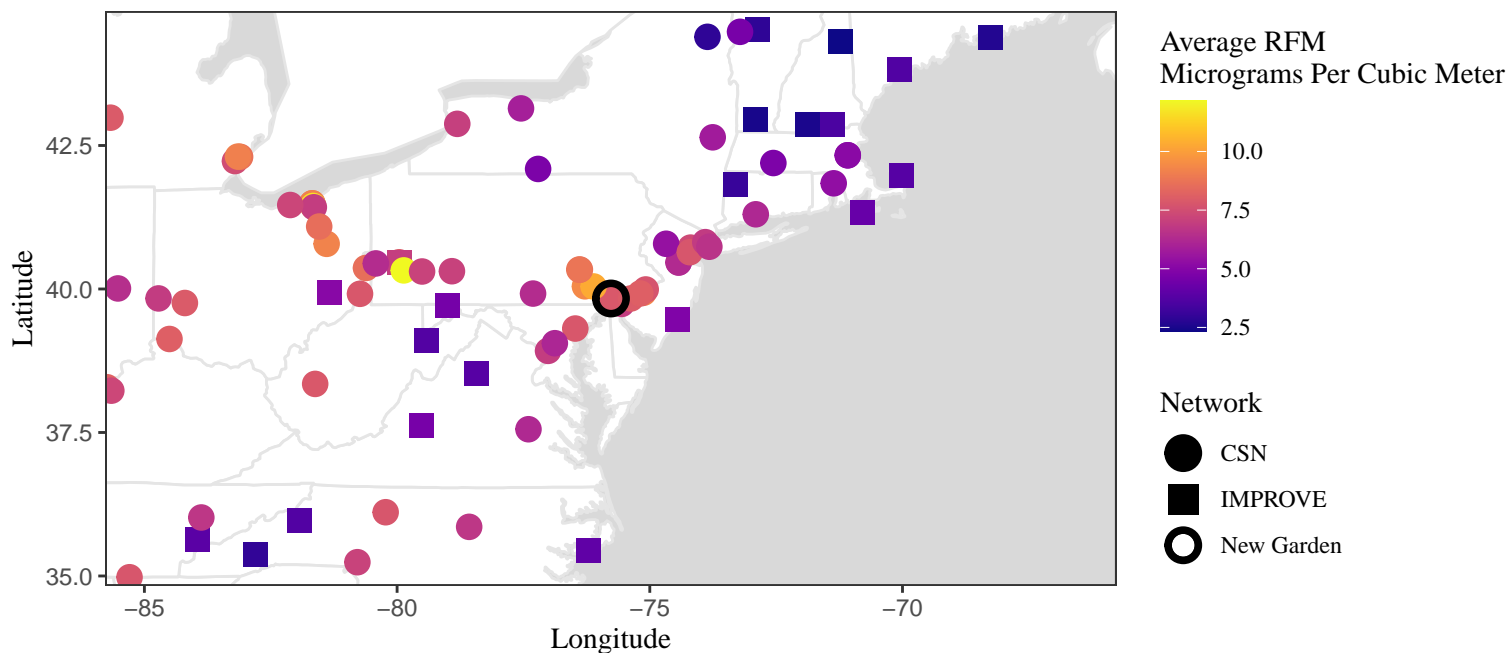 42.5
40.0
37.5
35.0
Latitude
−85
−80
−75
−70
Longitude
Average RFM
Micrograms Per Cubic Meter
10.0
7.5
5.0
2.5
Network
CSN
IMPROVE
New Garden